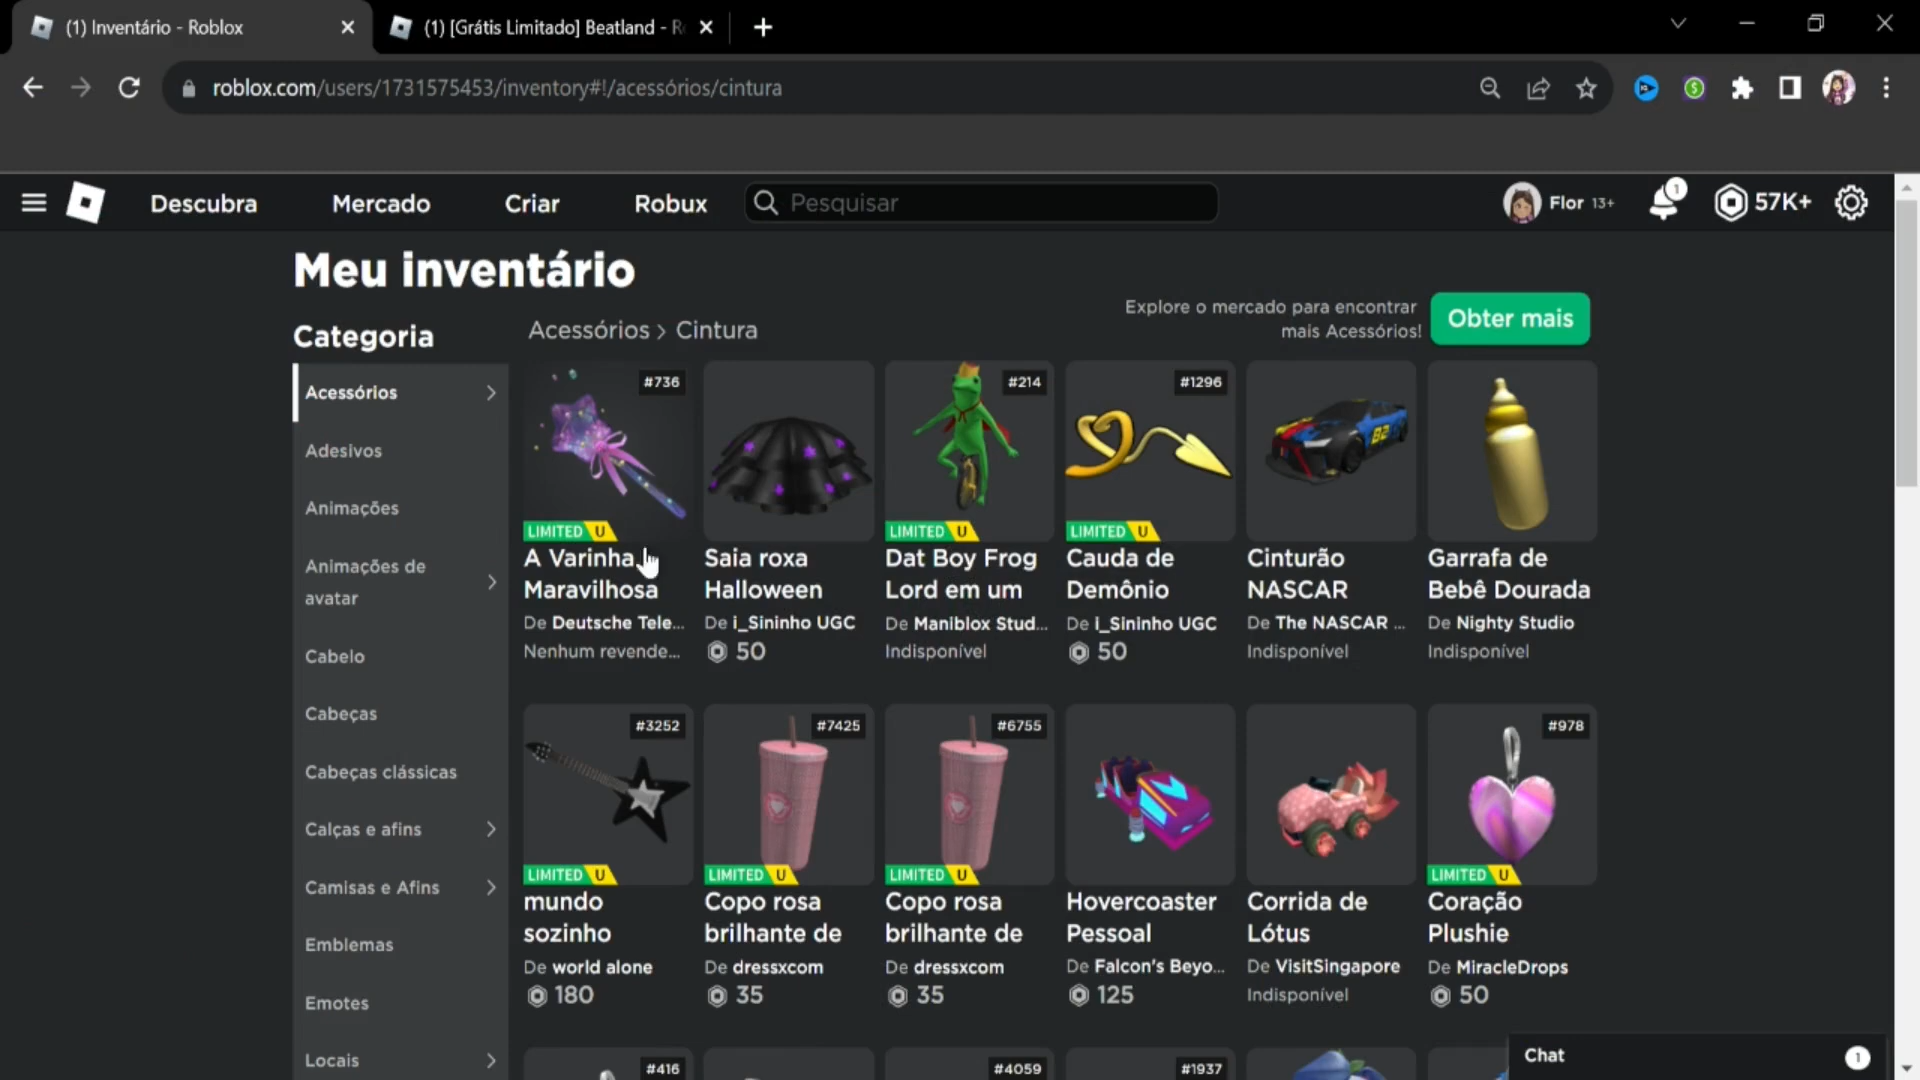 (1) Inventário - Roblox
(1) [Grátis Limitado] Beatland - R
roblox.com/users/1731575453/inventory#!/acessórios/cintura
Descubra
Mercado
Criar
Robux
Pesquisar
Flor 13+
1
57K+
Meu inventário
Explore o mercado para encontrar
mais Acessórios!
Obter mais
Categoria
Acessórios > Cintura
Acessórios
Adesivos
Animações
Animações de
avatar
Cabelo
Cabeças
Cabeças clássicas
Calças e afins
Camisas e Afins
Emblemas
Emotes
Locais
#736
LIMITED U
A Varinha
Maravilhosa
De Deutsche Tele...
Nenhum revende...
Saia roxa
Halloween
De i_Sininho UGC
50
#214
LIMITED U
Dat Boy Frog
Lord em um
De Maniblox Stud...
Indisponível
#1296
LIMITED U
Cauda de
Demônio
De i_Sininho UGC
50
82
Cinturão
NASCAR
De The NASCAR ...
Indisponível
Garrafa de
Bebê Dourada
De Nighty Studio
Indisponível
#3252
LIMITED U
mundo
sozinho
De world alone
180
#7425
LIMITED U
Copo rosa
brilhante de
De dressxcom
35
#6755
LIMITED U
Copo rosa
brilhante de
De dressxcom
35
Hovercoaster
Pessoal
De Falcon's Beyo...
125
Corrida de
Lótus
De VisitSingapore
Indisponível
#978
LIMITED U
Coração
Plushie
De MiracleDrops
50
#416
#4059
#1937
Chat
1